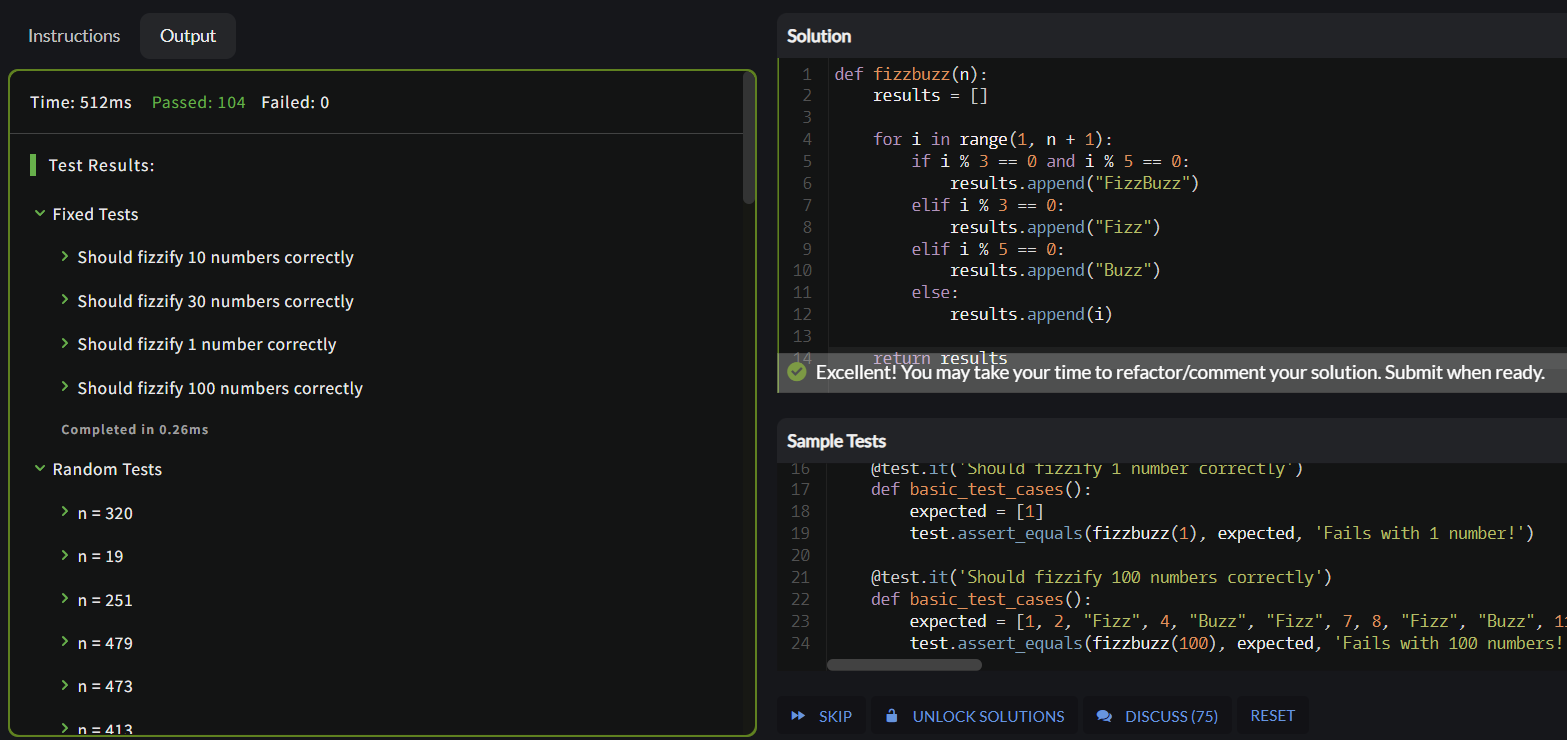 Instructions
Output
Time: 512ms Passed: 104 Failed: 0
Test Results:
Fixed Tests
Should fizzify 10 numbers correctly
Should fizzify 30 numbers correctly
Should fizzify 1 number correctly
Should fizzify 100 numbers correctly
Completed in 0.26ms
Random Tests
n = 320
n = 19
n = 251
n = 479
n = 473
n = 413
Solution
1 def fizzbuzz(n):
2     results = []
3
4     for i in range(1, n + 1):
5         if i % 3 == 0 and i % 5 == 0:
6             results.append("FizzBuzz")
7         elif i % 3 == 0:
8             results.append("Fizz")
9         elif i % 5 == 0:
10             results.append("Buzz")
11         else:
12             results.append(i)
13
14     return results
Excellent! You may take your time to refactor/comment your solution. Submit when ready.
Sample Tests
16     @test.it('Should fizzify 1 number correctly')
17     def basic_test_cases():
18         expected = [1]
19         test.assert_equals(fizzbuzz(1), expected, 'Fails with 1 number!')
20
21     @test.it('Should fizzify 100 numbers correctly')
22     def basic_test_cases():
23         expected = [1, 2, "Fizz", 4, "Buzz", "Fizz", 7, 8, "Fizz", "Buzz", 11
24         test.assert_equals(fizzbuzz(100), expected, 'Fails with 100 numbers!
SKIP
UNLOCK SOLUTIONS
DISCUSS (75)
RESET